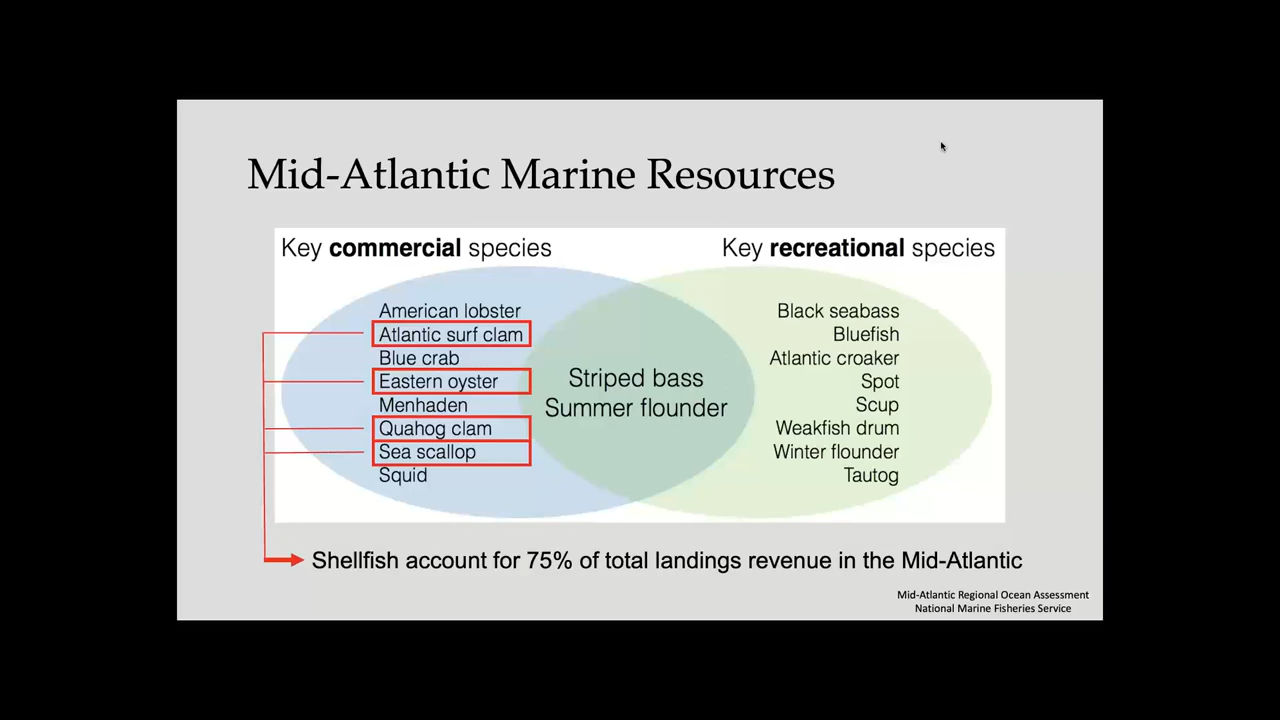 Mid-Atlantic Marine Resources
Key commercial species
American lobster
Atlantic surf clam
Blue crab
Eastern oyster
Menhaden
Quahog clam
Sea scallop
Squid
Striped bass
Summer flounder
Key recreational species
Black seabass
Bluefish
Atlantic croaker
Spot
Scup
Weakfish drum
Winter flounder
Tautog
Shellfish account for 75% of total landings revenue in the Mid-Atlantic
Mid-Atlantic Regional Ocean Assessment
National Marine Fisheries Service